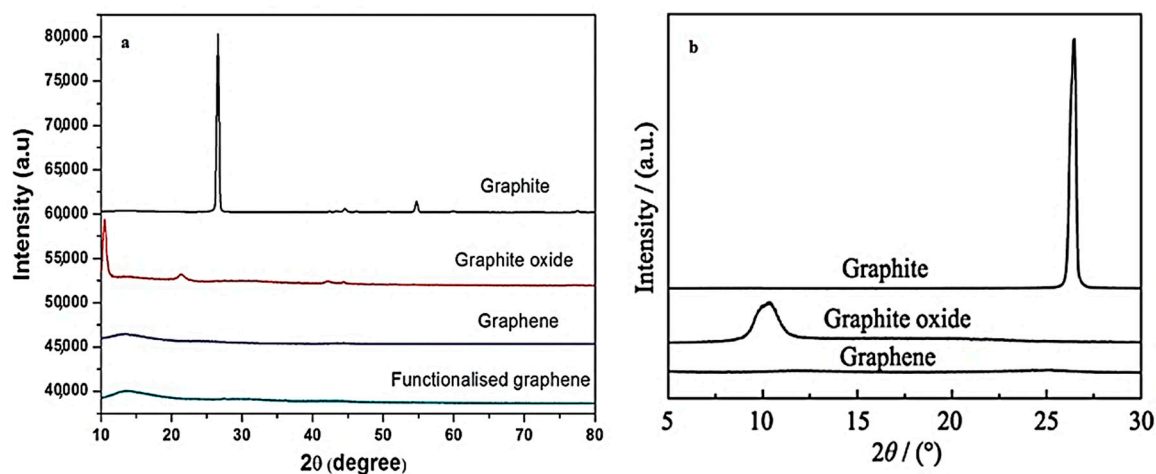 a
80,000
75,000
70,000
65,000
60,000
55,000
50,000
45,000
40,000
Intensity (a.u)
Graphite
Graphite oxide
Graphene
Functionalised graphene
10 20 30 40 50 60 70 80
2θ (degree)
b
Intensity / (a.u.)
Graphite
Graphite oxide
Graphene
5 10 15 20 25 30
2θ / (°)